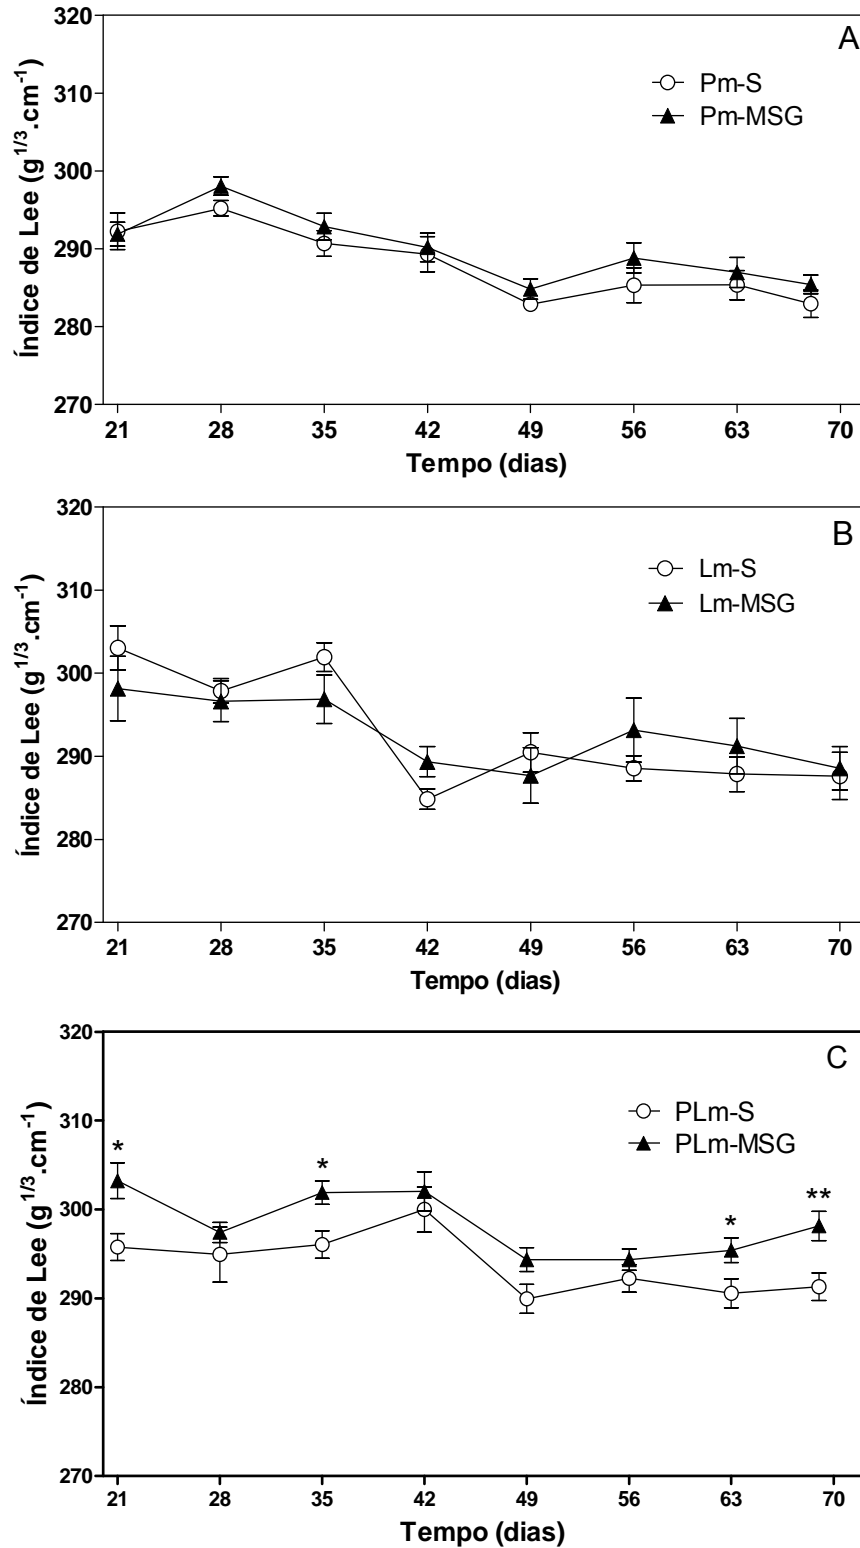 A
320
310
300
290
280
270
Índice de Lee (g^1/3.cm^-1)
Pm-S
Pm-MSG
21 28 35 42 49 56 63 70
Tempo (dias)
B
320
310
300
290
280
270
Índice de Lee (g^1/3.cm^-1)
Lm-S
Lm-MSG
21 28 35 42 49 56 63 70
Tempo (dias)
C
320
310
300
290
280
270
Índice de Lee (g^1/3.cm^-1)
PLm-S
PLm-MSG
* * * **
21 28 35 42 49 56 63 70
Tempo (dias)